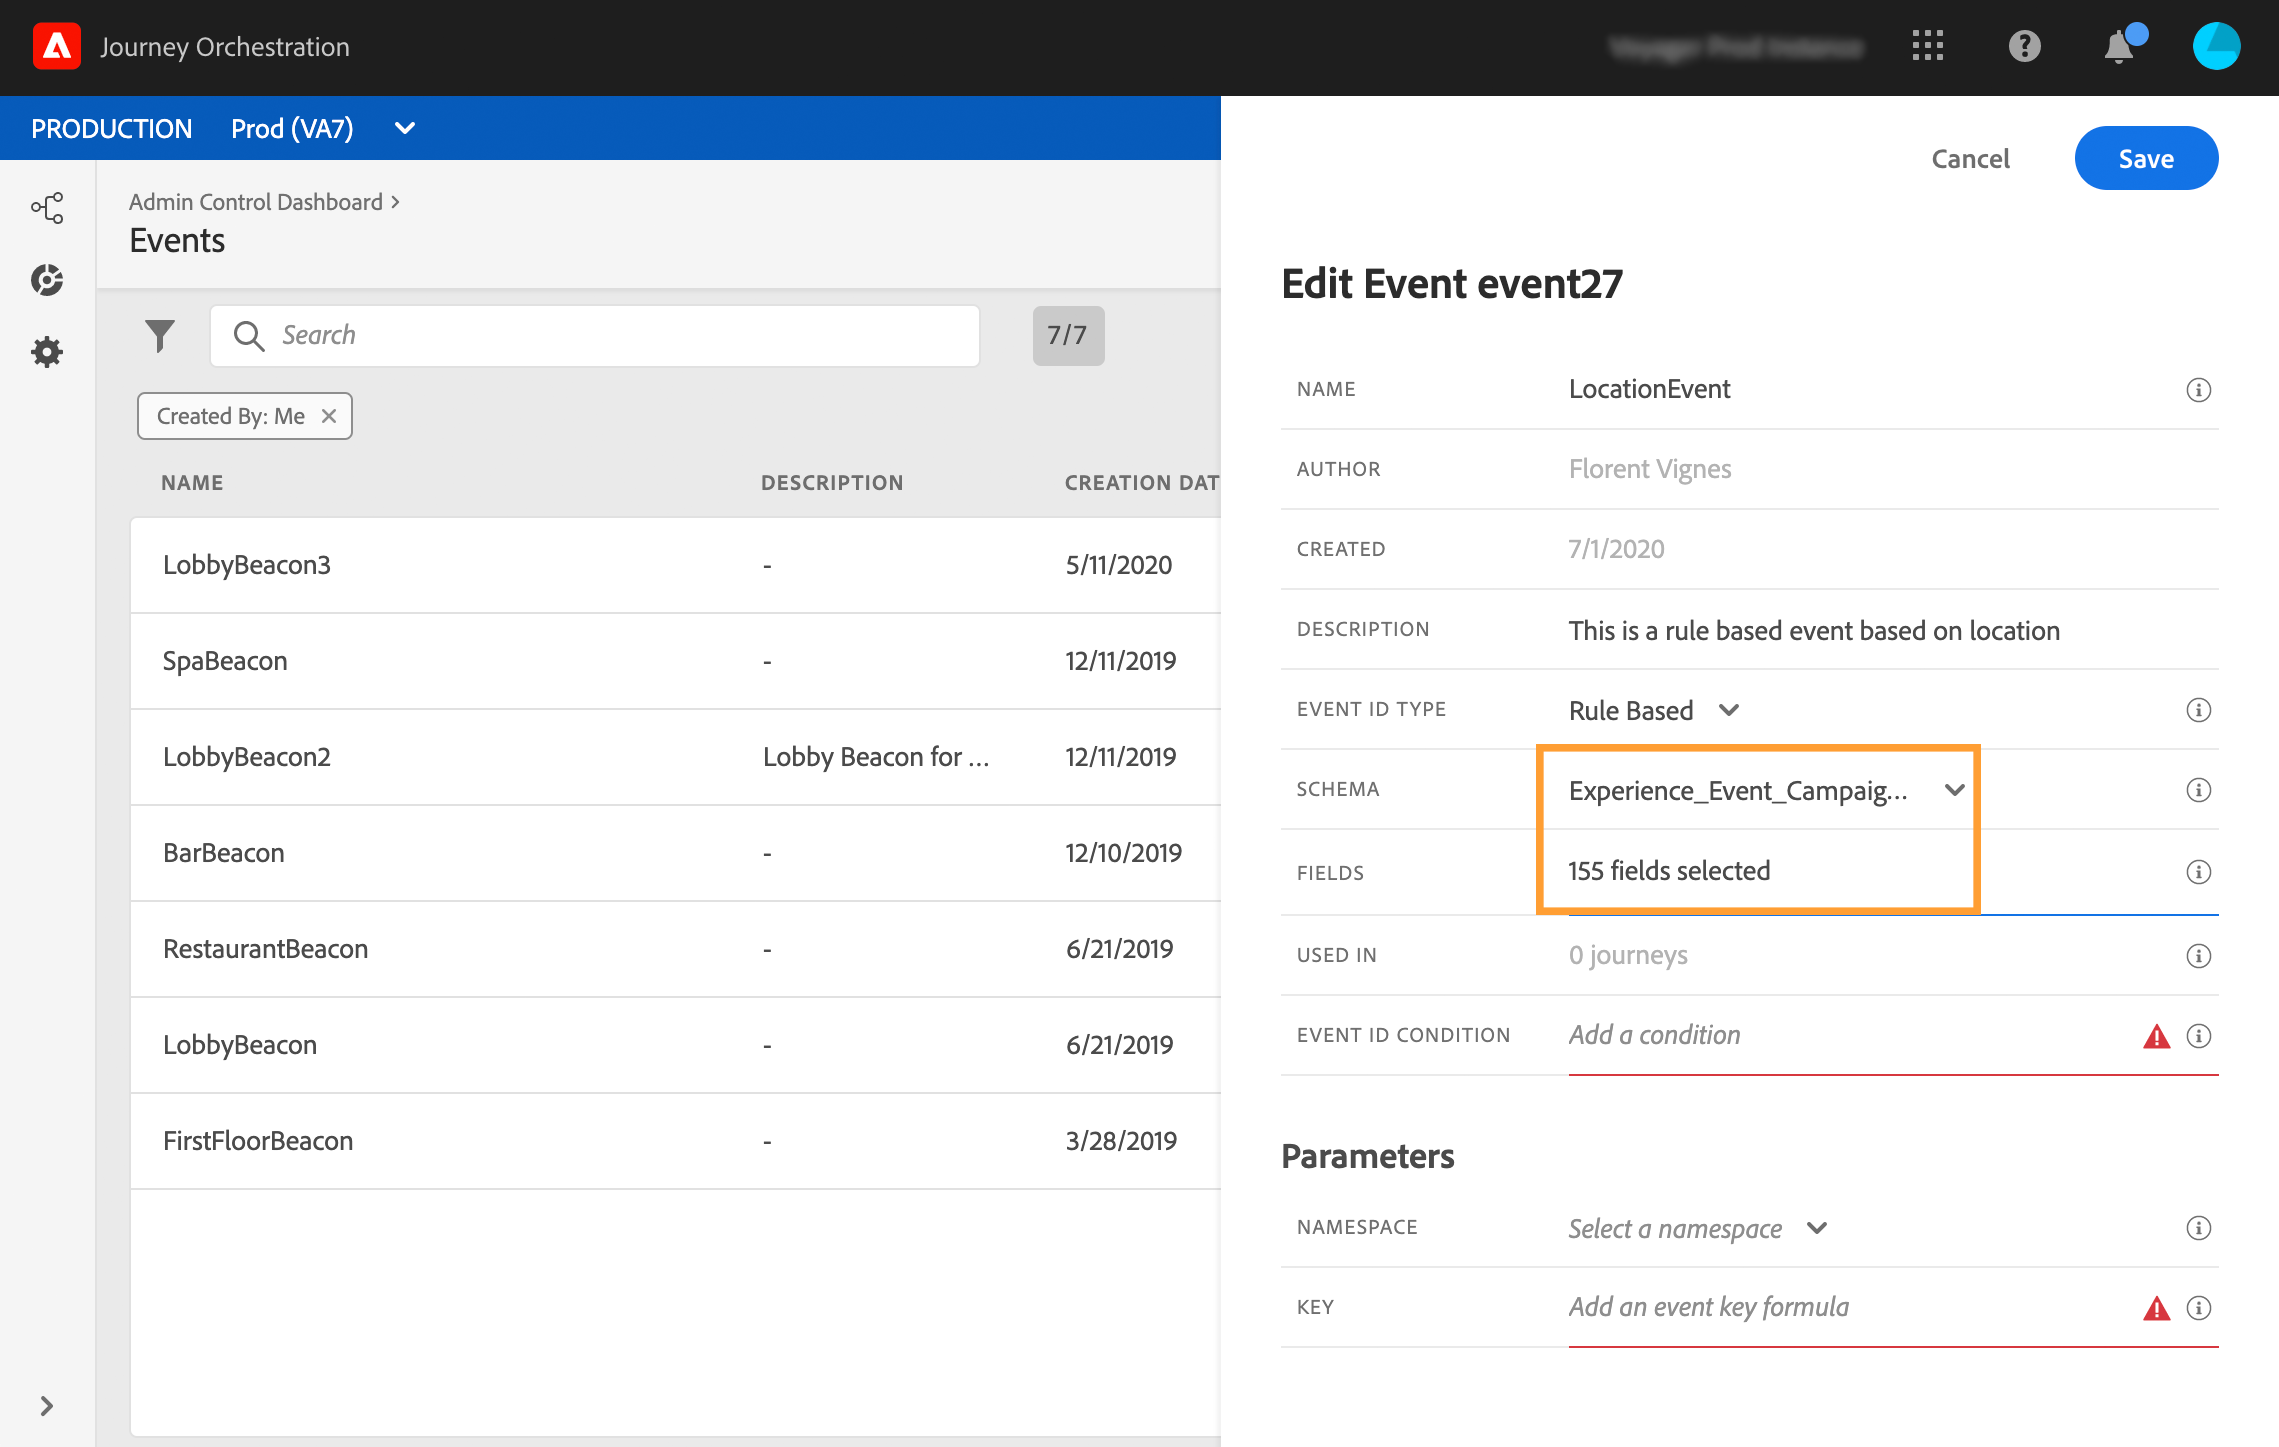 Journey Orchestration
PRODUCTION Prod (VA7)
Cancel
Save
Admin Control Dashboard
Events
Search
7/7
Created By: Me
NAME DESCRIPTION CREATION DAT
LobbyBeacon3 - 5/11/2020
SpaBeacon - 12/11/2019
LobbyBeacon2 Lobby Beacon for ... 12/11/2019
BarBeacon - 12/10/2019
RestaurantBeacon - 6/21/2019
LobbyBeacon - 6/21/2019
FirstFloorBeacon - 3/28/2019
Edit Event event27
NAME LocationEvent
AUTHOR Florent Vignes
CREATED 7/1/2020
DESCRIPTION This is a rule based event based on location
EVENT ID TYPE Rule Based
SCHEMA Experience_Event_Campaig...
FIELDS 155 fields selected
USED IN 0 journeys
EVENT ID CONDITION Add a condition
Parameters
NAMESPACE Select a namespace
KEY Add an event key formula